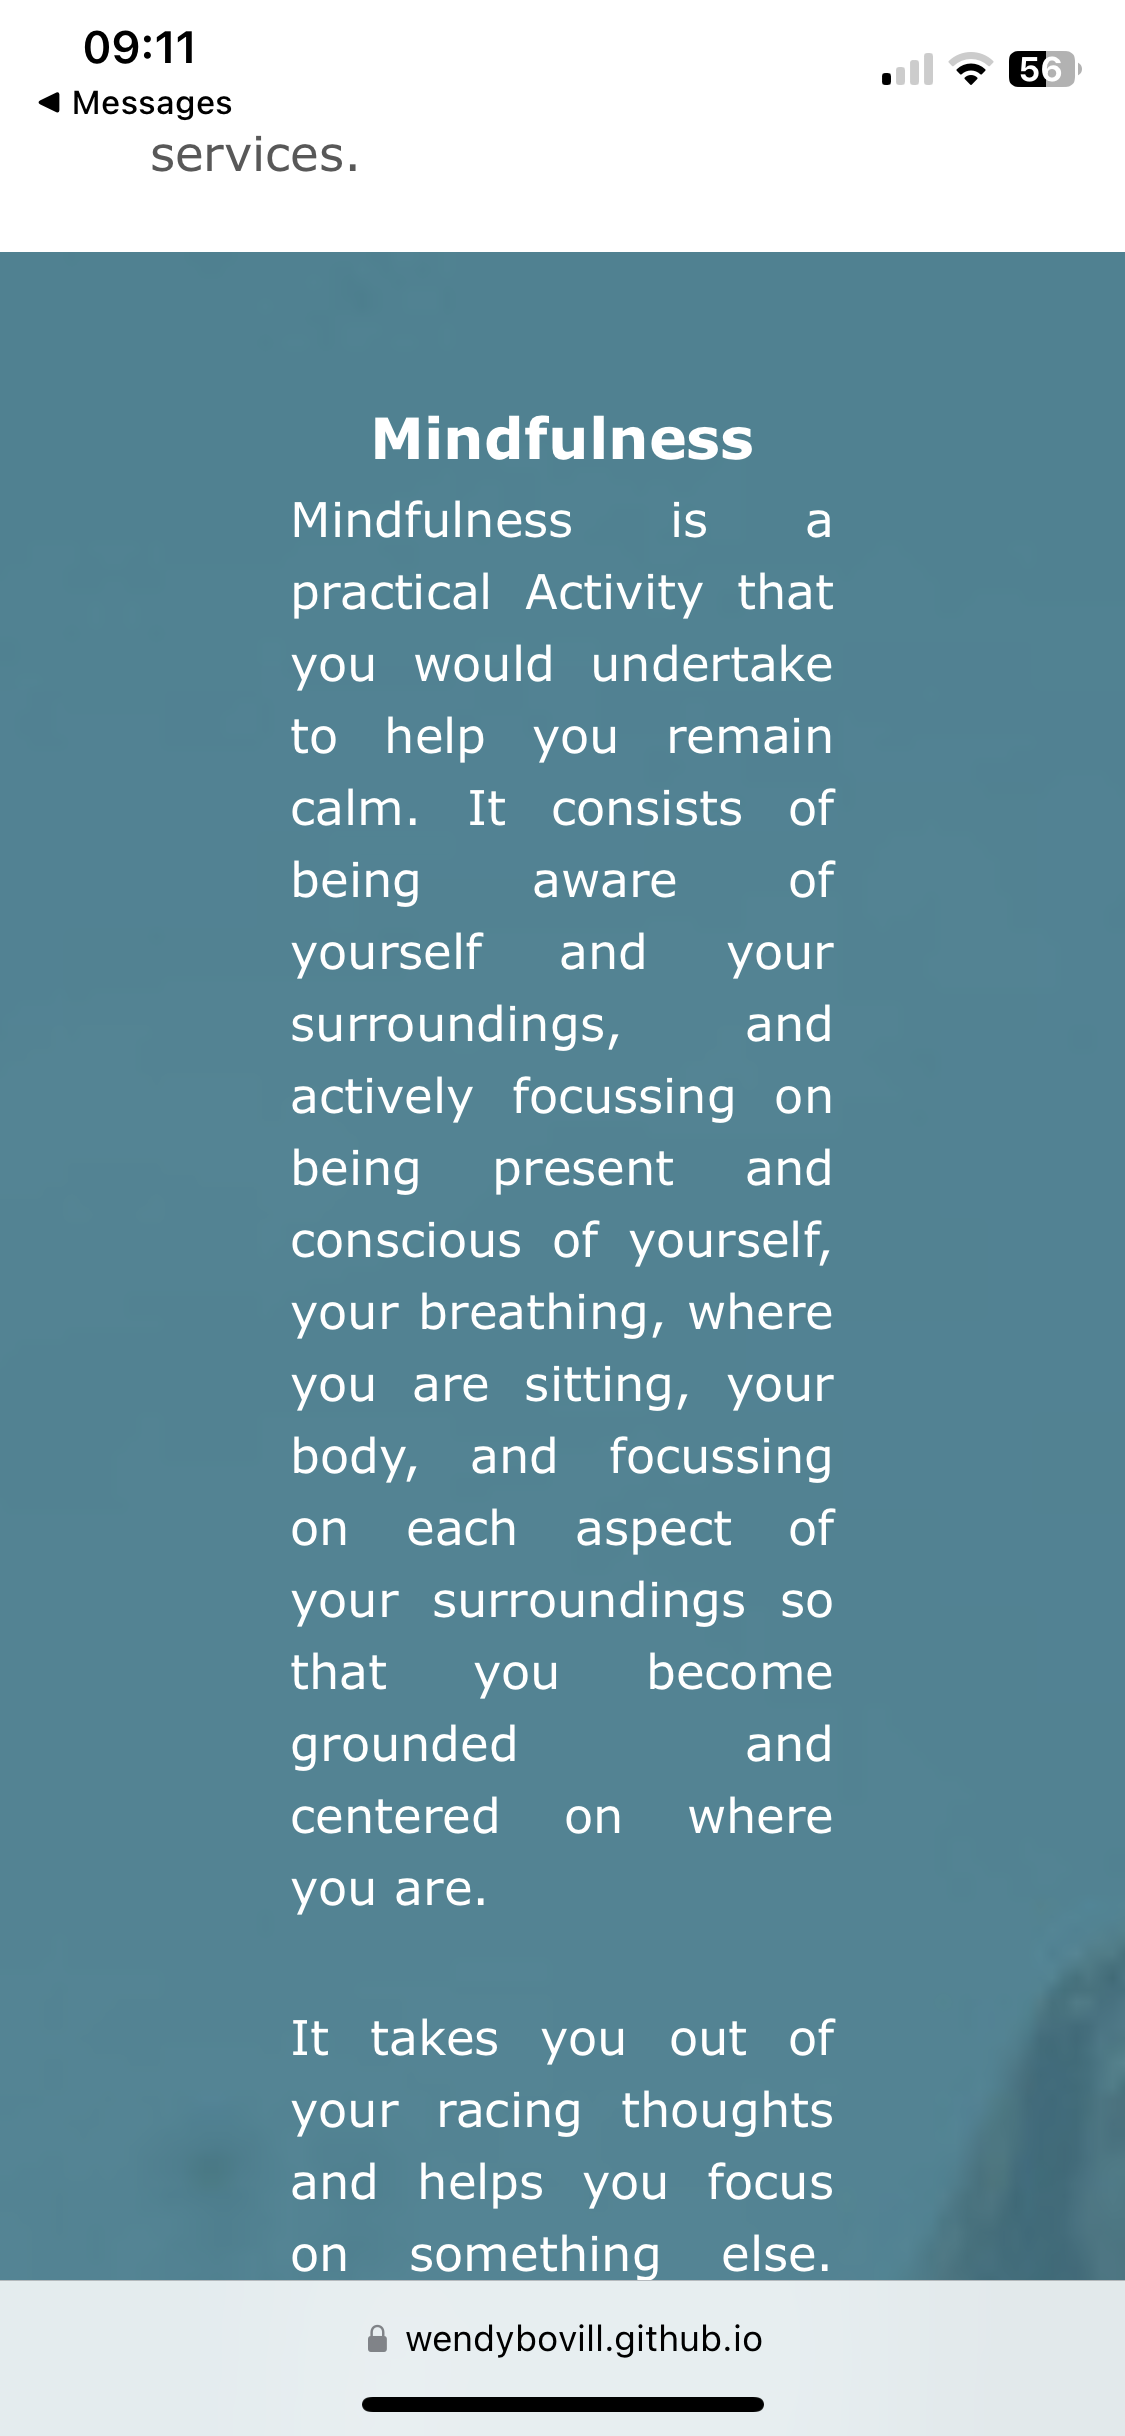 09:11
56
◀ Messages
services.
Mindfulness
Mindfulness is a
practical Activity that
you would undertake
to help you remain
calm. It consists of
being aware of
yourself and your
surroundings, and
actively focussing on
being present and
conscious of yourself,
your breathing, where
you are sitting, your
body, and focussing
on each aspect of
your surroundings so
that you become
grounded and
centered on where
you are.
It takes you out of
your racing thoughts
and helps you focus
on something else.
wendybovill.github.io